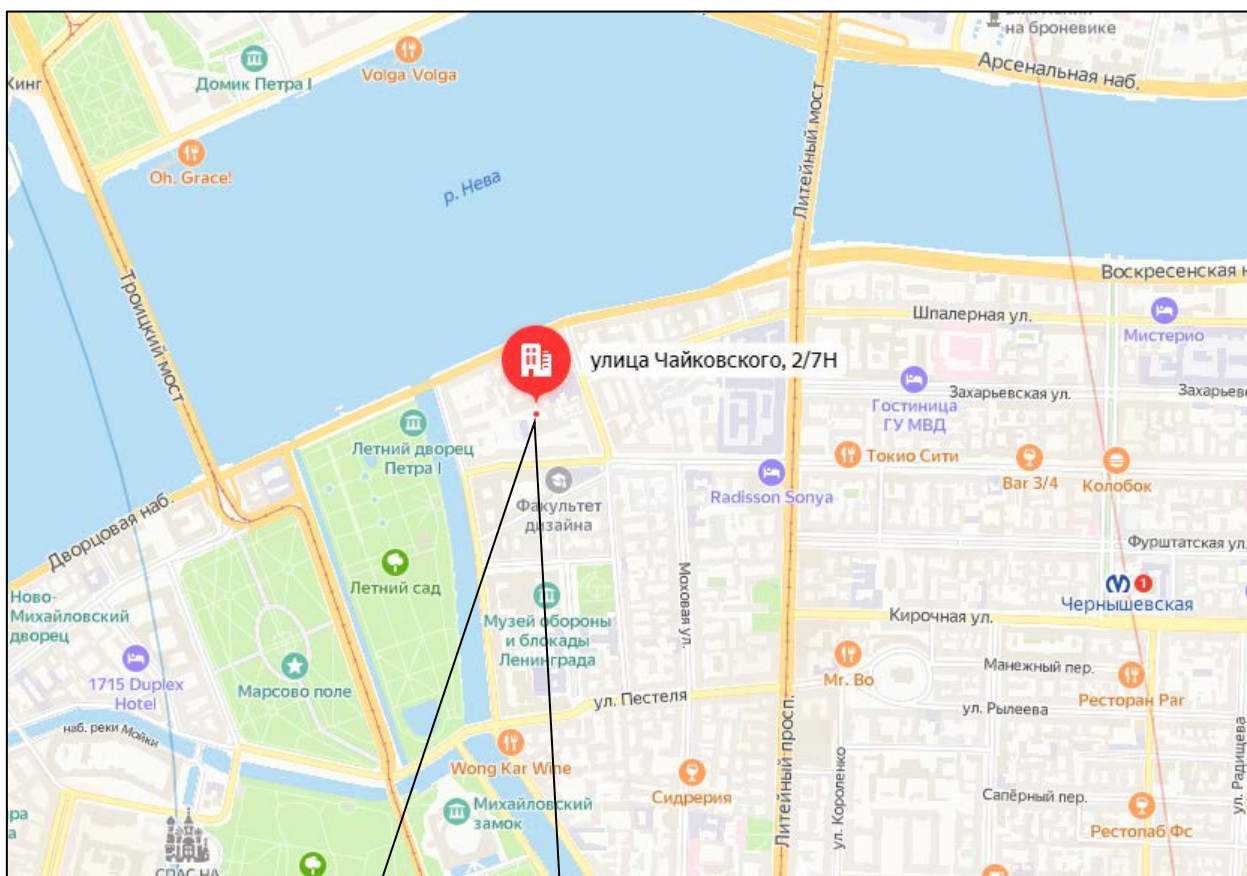 на броневике
Арсенальная наб.
Кинг
Домик Петра I
Volga-Volga
Oh, Grace!
р. Нева
Литейный мост
Троицкий мост
Воскресенская н
Шпалерная ул.
Мистерио
улица Чайковского, 2/7Н
Захарьевская ул.
Захарьевс
Гостиница
ГУ МВД
Летний дворец
Петра I
Токио Сити
Bar 3/4
Колобок
Radisson Sonya
Факультет
дизайна
Дворцовая наб.
Фурштатская ул.
Летний сад
Моховая ул.
1
Чернышевская
Ново-
Михайловский
дворец
Музей обороны
и блокады
Ленинграда
Кирочная ул.
Манежный пер.
Mr. Bo
Ресторан Par
1715 Duplex
Hotel
Марсово поле
ул. Пестеля
ул. Рылеева
наб. реки Мойки
Wong Kar Wine
Литейный просп.
ул. Короленко
ул. Радищева
Сидрерия
Сапёрный пер.
Михайловский
замок
Рестопаб Фс
ра
а
СПАС НА